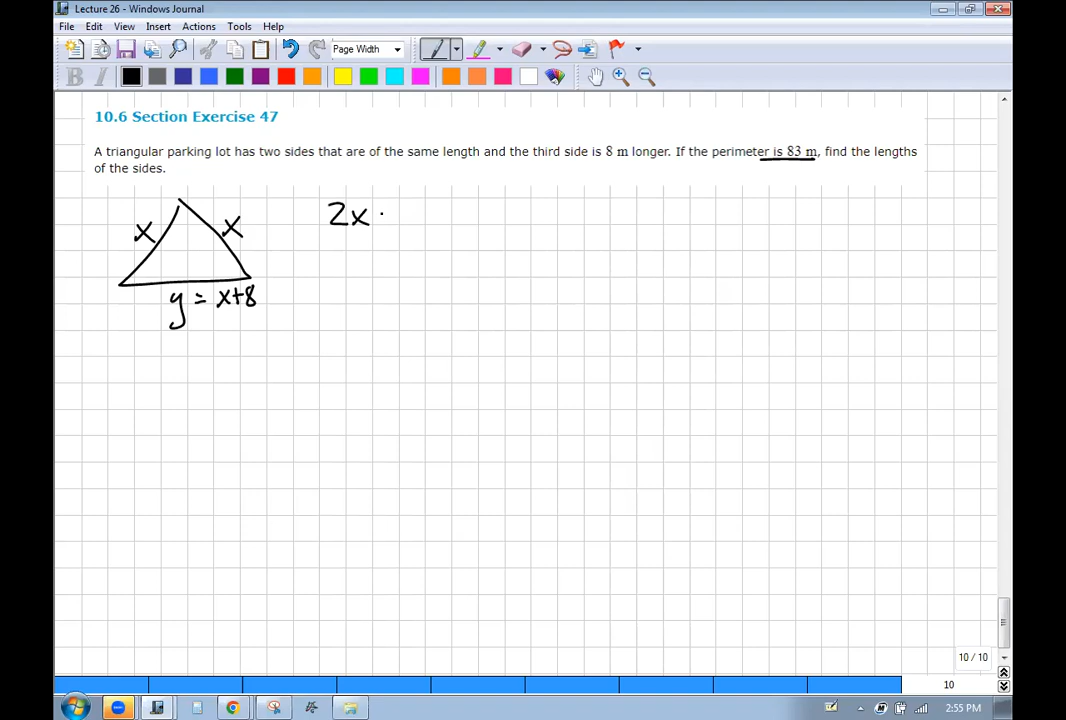 Lecture 26 - Windows Journal
File Edit View Insert Actions Tools Help
Page Width
B I
10.6 Section Exercise 47
A triangular parking lot has two sides that are of the same length and the third side is 8 m longer. If the perimeter is 83 m, find the lengths
of the sides.
x x 2x
y = x+8
10 / 10
10
2:55 PM